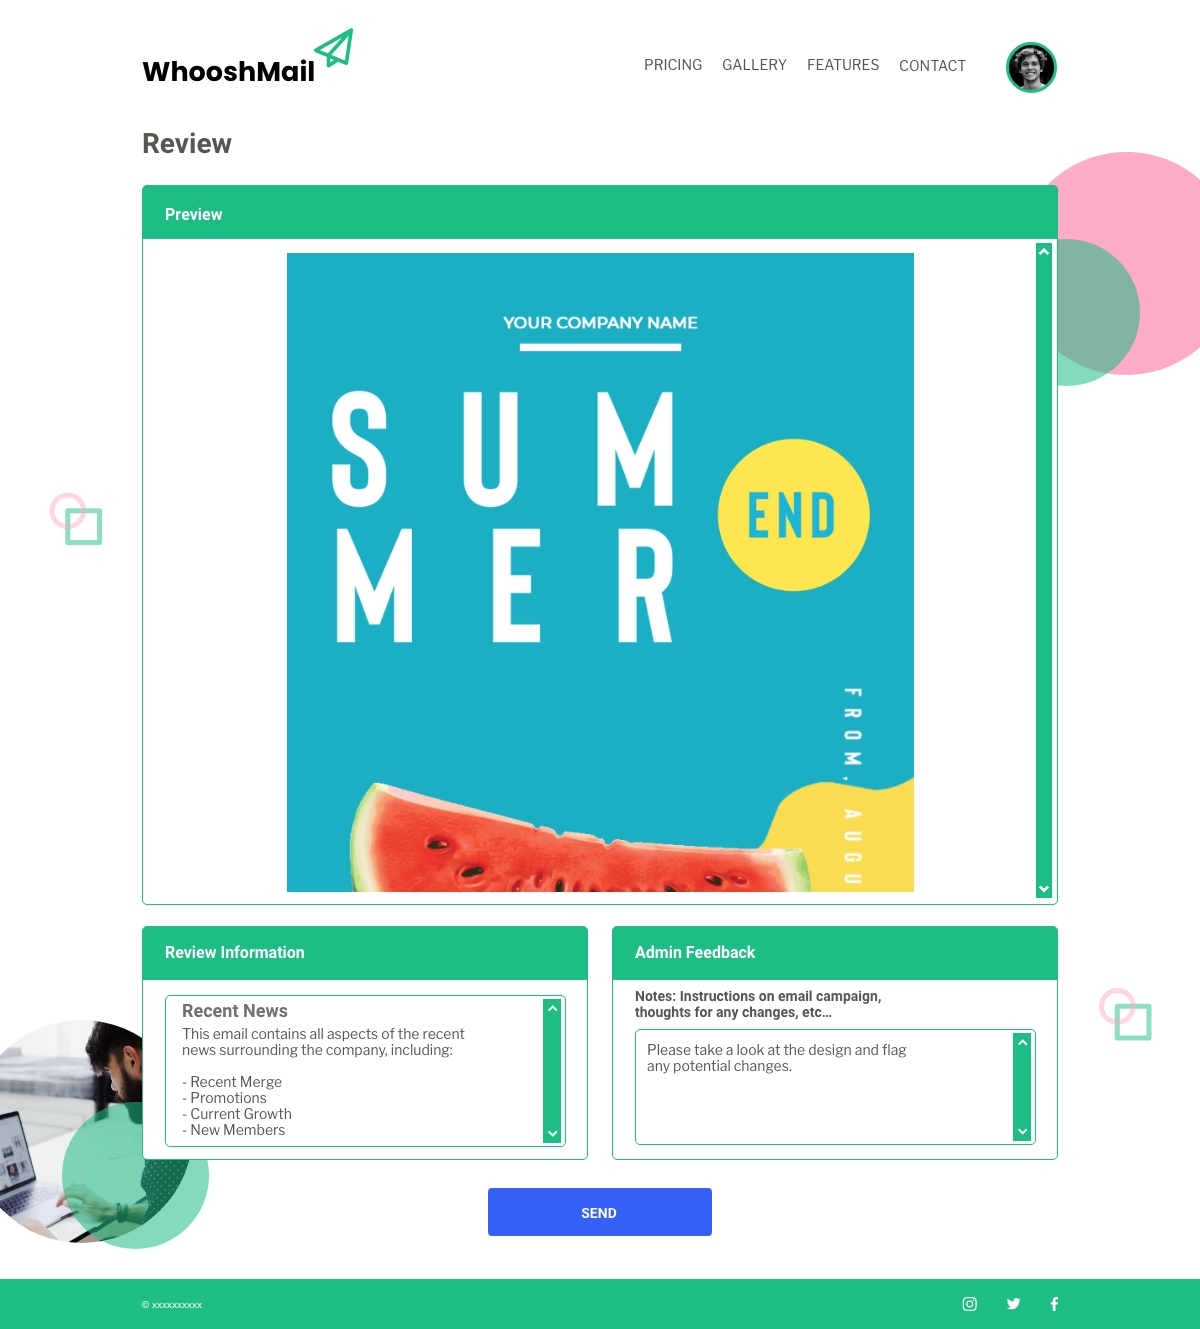 WhooshMail
PRICING GALLERY FEATURES CONTACT
Review
Preview
YOUR COMPANY NAME
SUM
MER
END
FROM, AUGU
Review Information
Recent News
This email contains all aspects of the recent
news surrounding the company, including:
- Recent Merge
- Promotions
- Current Growth
- New Members
Admin Feedback
Notes: Instructions on email campaign,
thoughts for any changes, etc...
Please take a look at the design and flag
any potential changes.
SEND
© xxxxxxxxxx